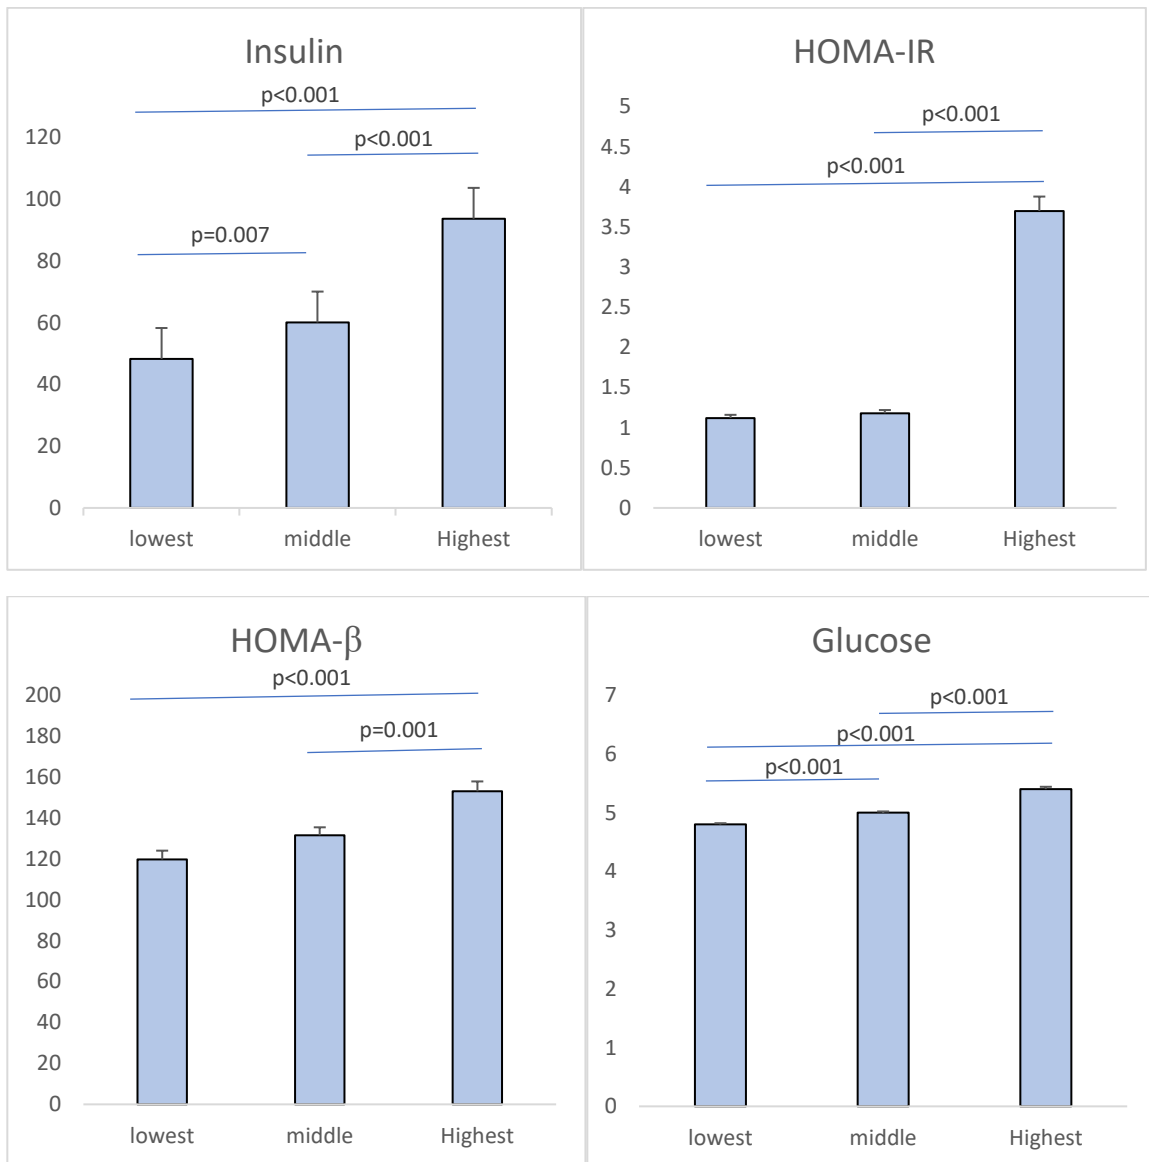 Insulin
p<0.001
p<0.001
p=0.007
120
100
80
60
40
20
0
lowest middle Highest
HOMA-IR
p<0.001
p<0.001
5
4.5
4
3.5
3
2.5
2
1.5
1
0.5
0
lowest middle Highest
HOMA-β
p<0.001
p=0.001
200
180
160
140
120
100
80
60
40
20
0
lowest middle Highest
Glucose
p<0.001
p<0.001
p<0.001
7
6
5
4
3
2
1
0
lowest middle Highest